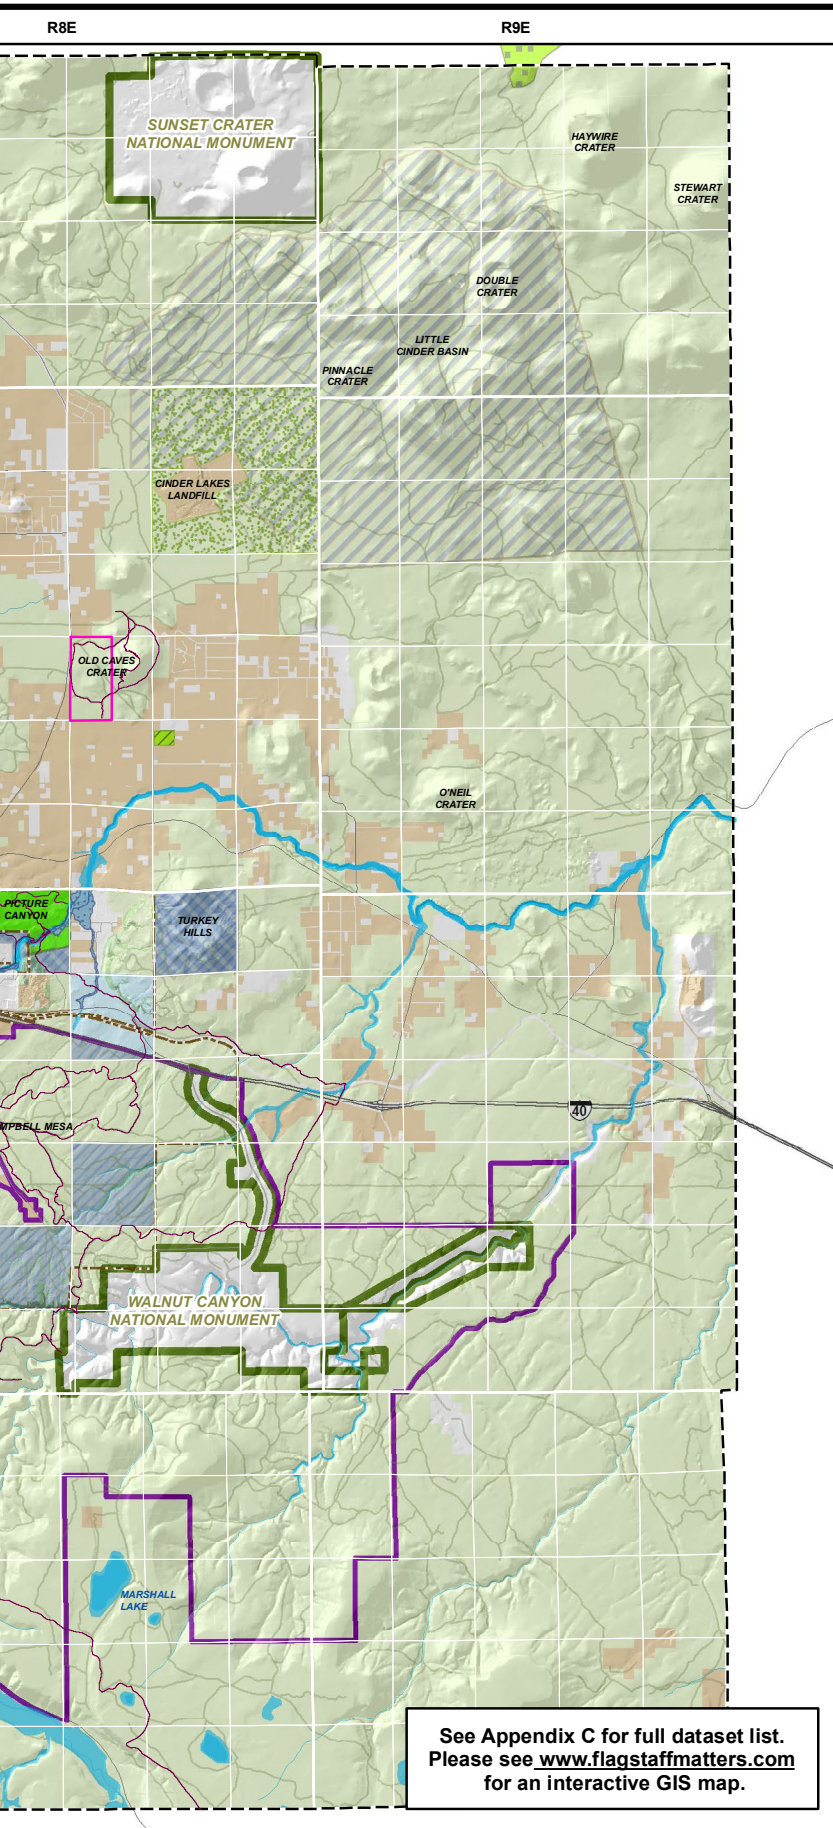 R8E
R9E
SUNSET CRATER
NATIONAL MONUMENT
HAYWIRE
CRATER
STEWART
CRATER
DOUBLE
CRATER
LITTLE
CINDER BASIN
PINNACLE
CRATER
CINDER LAKES
LANDFILL
OLD CAVES
CRATER
O'NEIL
CRATER
PICTURE
CANYON
TURKEY
HILLS
40
MPBELL MESA
WALNUT CANYON
NATIONAL MONUMENT
MARSHALL
LAKE
See Appendix C for full dataset list.
Please see www.flagstaffmatters.com
for an interactive GIS map.